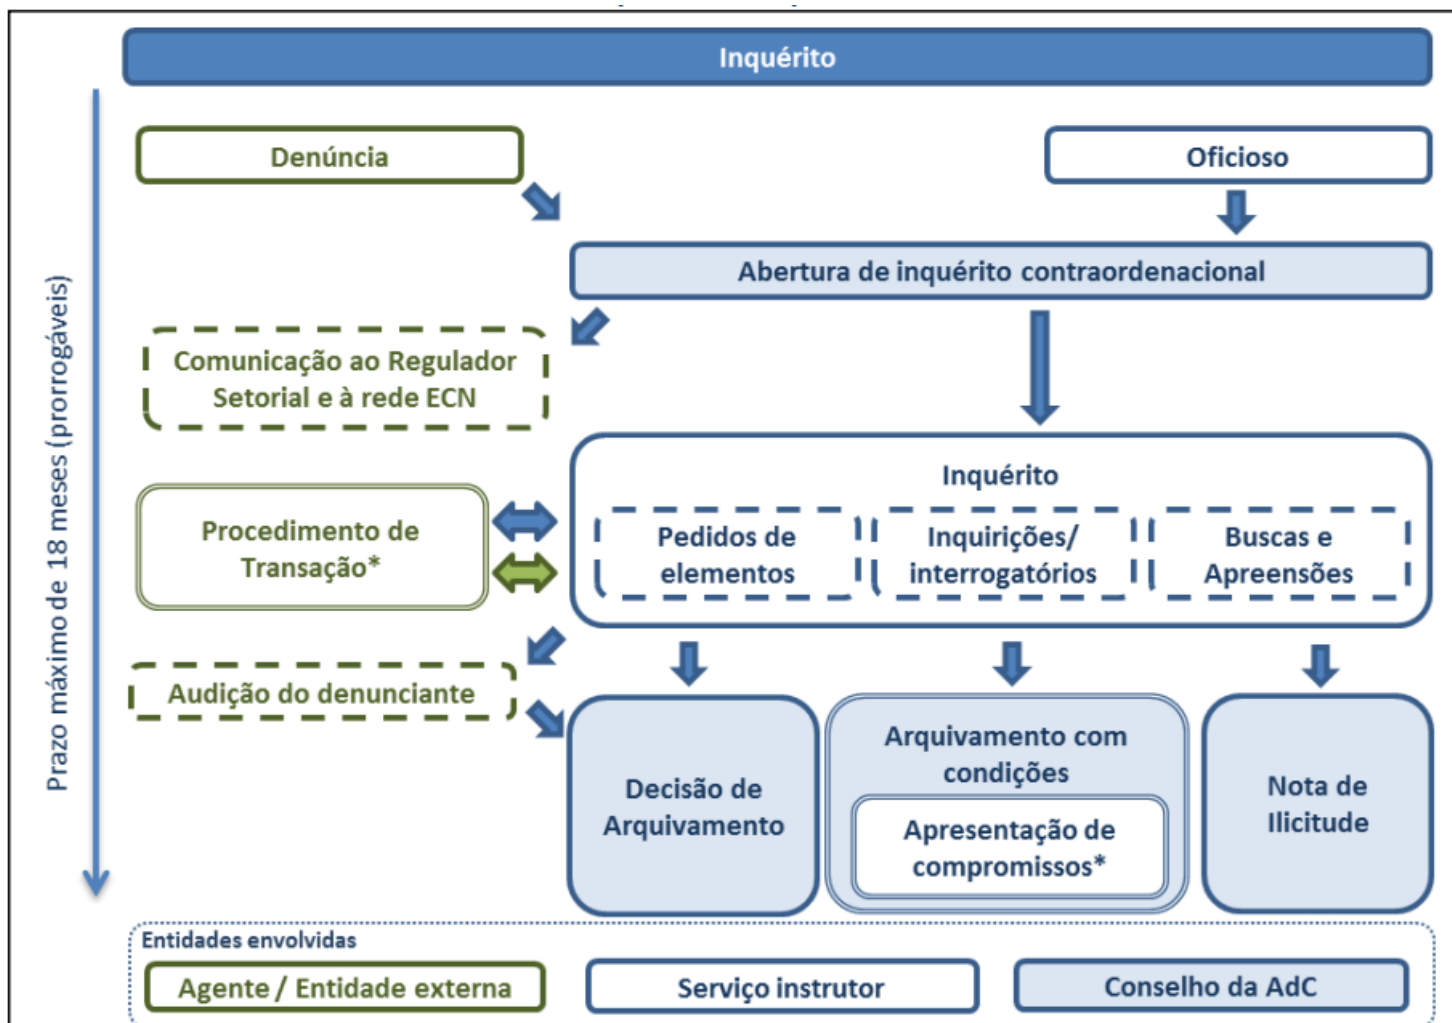 Inquérito
Denúncia
Oficioso
Abertura de inquérito contraordenacional
Comunicação ao Regulador
Setorial e à rede ECN
Prazo máximo de 18 meses (prorrogáveis)
Inquérito
Procedimento de
Transação*
Pedidos de
elementos
Inquirições/
interrogatórios
Buscas e
Apreensões
Audição do denunciante
Decisão de
Arquivamento
Arquivamento com
condições
Apresentação de
compromissos*
Nota de
Ilicitude
Entidades envolvidas
Agente / Entidade externa
Serviço instrutor
Conselho da AdC